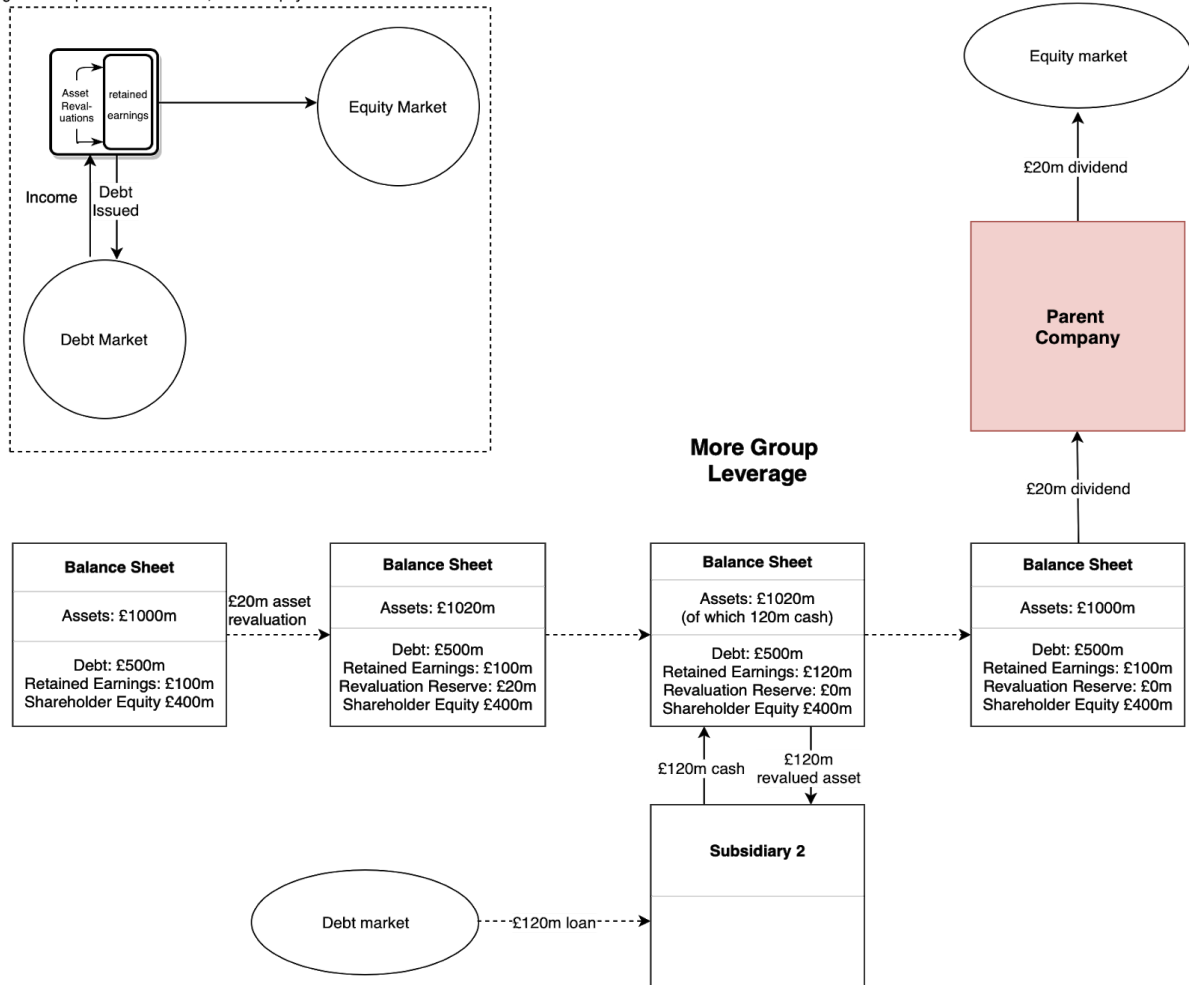 Asset
Reval-
uations
retained
earnings
Equity Market
Income
Debt
Issued
Debt Market
Equity market
£20m dividend
Parent
Company
£20m dividend
More Group
Leverage
Balance Sheet
Assets: £1000m
Debt: £500m
Retained Earnings: £100m
Shareholder Equity £400m
£20m asset
revaluation
Balance Sheet
Assets: £1020m
Debt: £500m
Retained Earnings: £100m
Revaluation Reserve: £20m
Shareholder Equity £400m
Balance Sheet
Assets: £1020m
(of which 120m cash)
Debt: £500m
Retained Earnings: £120m
Revaluation Reserve: £0m
Shareholder Equity £400m
Balance Sheet
Assets: £1000m
Debt: £500m
Retained Earnings: £100m
Revaluation Reserve: £0m
Shareholder Equity £400m
£120m cash
£120m
revalued asset
Subsidiary 2
Debt market
£120m loan